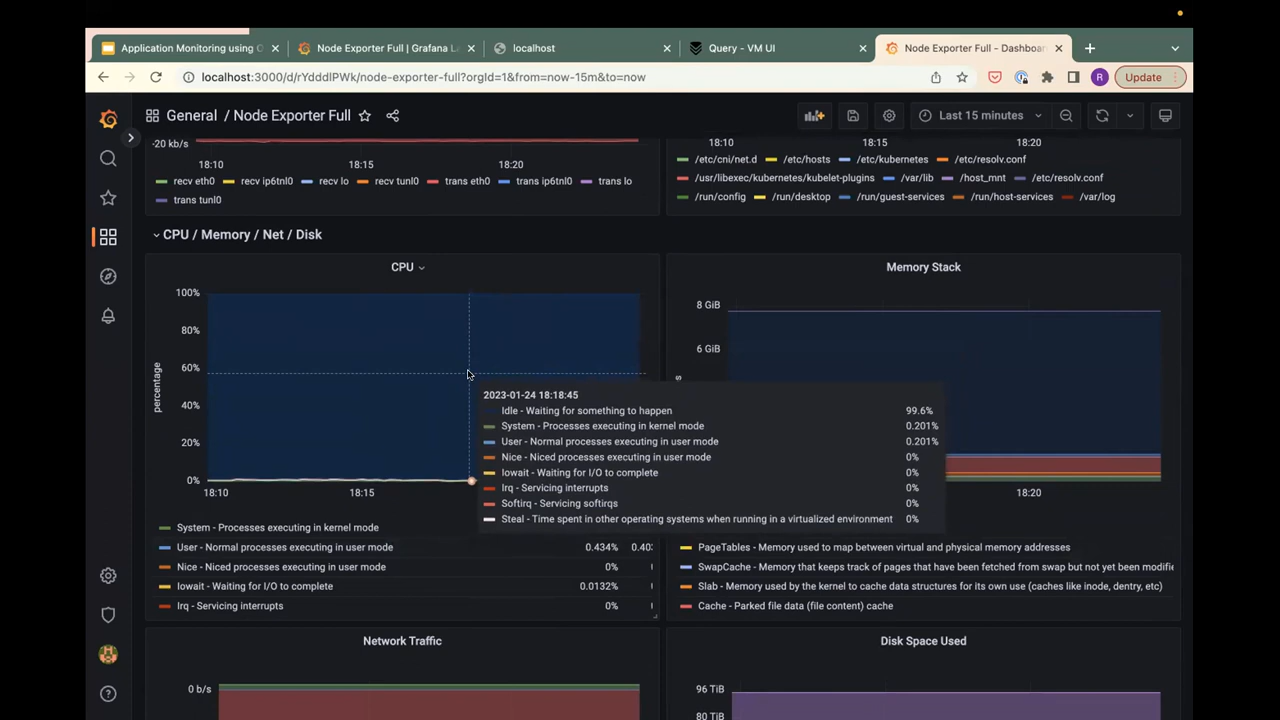 Application Monitoring using O
Node Exporter Full | Grafana La
localhost
Query - VM UI
Node Exporter Full - Dashboa
localhost:3000/d/rYdddlPWk/node-exporter-full?orgId=1&from=now-15m&to=now
R
Update
General / Node Exporter Full
Last 15 minutes
-20 kb/s
18:10 18:15 18:20
recv eth0 recv ip6tnl0 recv lo recv tunl0 trans eth0 trans ip6tnl0 trans lo
trans tunl0
18:10 18:15 18:20
/etc/cni/net.d /etc/hosts /etc/kubernetes /etc/resolv.conf
/usr/libexec/kubernetes/kubelet-plugins /var/lib /host_mnt /etc/resolv.conf
/run/config /run/desktop /run/guest-services /run/host-services /var/log
CPU / Memory / Net / Disk
CPU
100%
80%
60%
40%
20%
0%
percentage
18:10 18:15
2023-01-24 18:18:45
Idle - Waiting for something to happen 99.6%
System - Processes executing in kernel mode 0.201%
User - Normal processes executing in user mode 0.201%
Nice - Niced processes executing in user mode 0%
Iowait - Waiting for I/O to complete 0%
Irq - Servicing interrupts 0%
Softirq - Servicing softirqs 0%
Steal - Time spent in other operating systems when running in a virtualized environment 0%
System - Processes executing in kernel mode
User - Normal processes executing in user mode 0.434%
Nice - Niced processes executing in user mode 0%
Iowait - Waiting for I/O to complete 0.0132%
Irq - Servicing interrupts 0%
Memory Stack
8 GiB
6 GiB
18:20
PageTables - Memory used to map between virtual and physical memory addresses
SwapCache - Memory that keeps track of pages that have been fetched from swap but not yet been modifie
Slab - Memory used by the kernel to cache data structures for its own use (caches like inode, dentry, etc)
Cache - Parked file data (file content) cache
Network Traffic
0 b/s
Disk Space Used
96 TiB
80 TiB